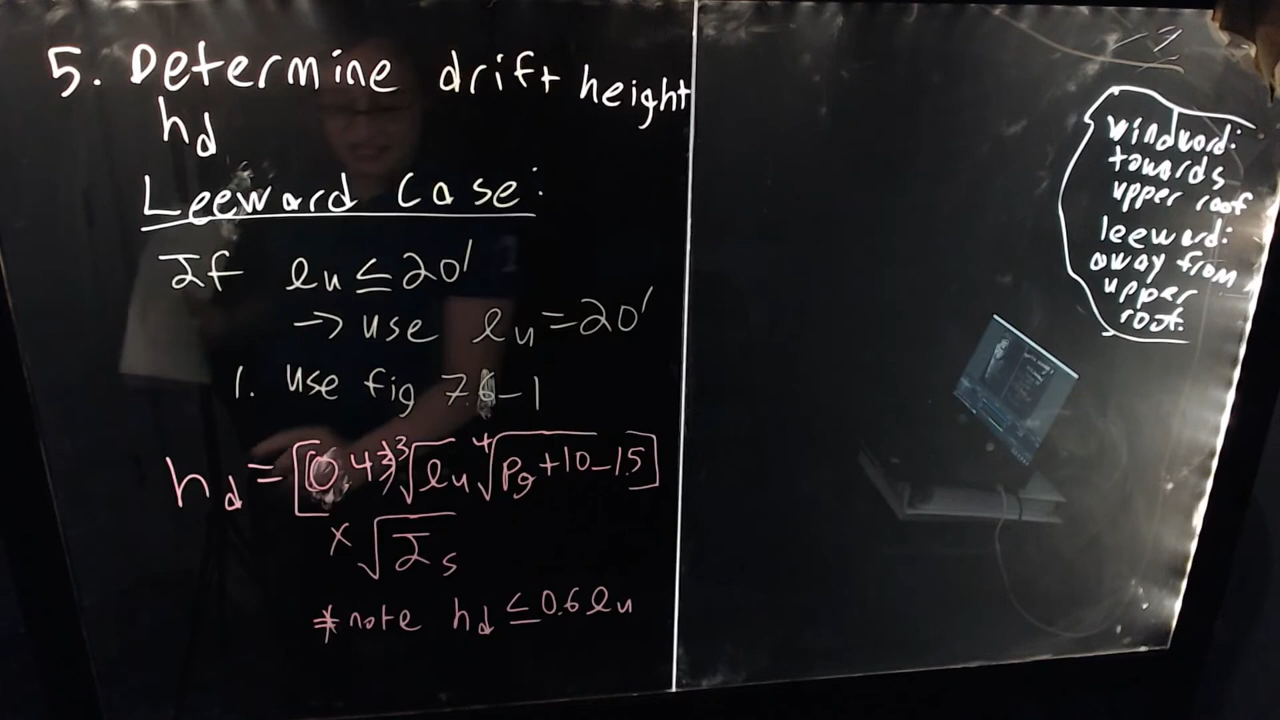 5. Determine drift height
hd
Leeward Case:
If lu ≤ 20'
→ use lu = 20'
1. Use fig 7.6-1
hd = [0.43 ∛lu ∜Pg+10 - 1.5]
× √Is
* note hd ≤ 0.6 lu
windward:
towards
upper roof
leeward:
away from
upper
roof.